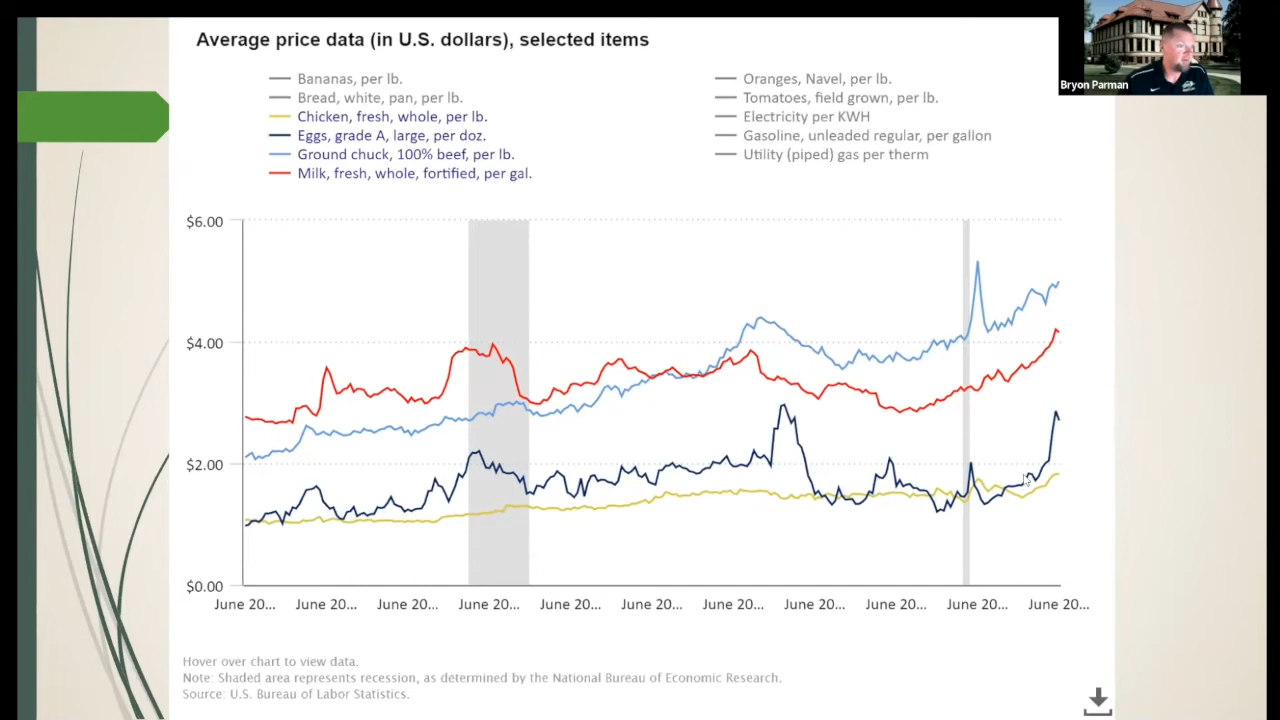 Average price data (in U.S. dollars), selected items
Bryon Parman
Bananas, per lb.
Bread, white, pan, per lb.
Chicken, fresh, whole, per lb.
Eggs, grade A, large, per doz.
Ground chuck, 100% beef, per lb.
Milk, fresh, whole, fortified, per gal.
Oranges, Navel, per lb.
Tomatoes, field grown, per lb.
Electricity per KWH
Gasoline, unleaded regular, per gallon
Utility (piped) gas per therm
$6.00
$4.00
$2.00
$0.00
June 20... June 20... June 20... June 20... June 20... June 20... June 20... June 20... June 20... June 20... June 20...
Hover over chart to view data.
Note: Shaded area represents recession, as determined by the National Bureau of Economic Research.
Source: U.S. Bureau of Labor Statistics.